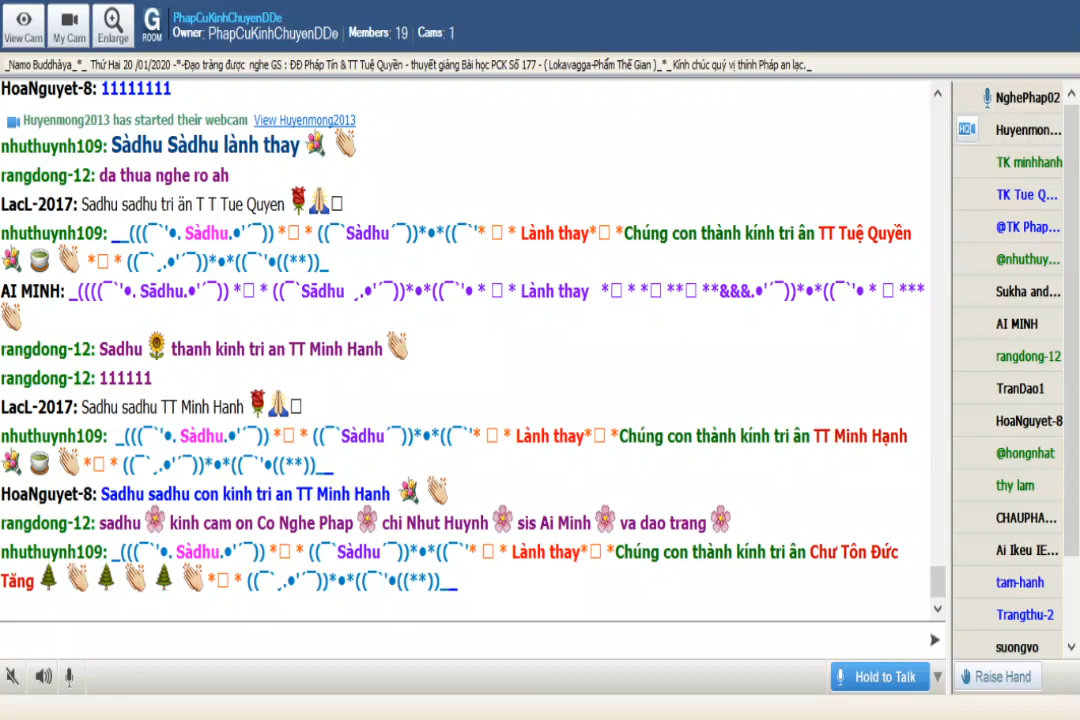 PhapCuKinhChuyenDDe
Owner: PhapCuKinhChuyenDDe Members: 19 Cams: 1
View Cam My Cam Enlarge G ROOM
_Namo Buddhàya_*_ Thứ Hai 20 /01/2020 -*-Đạo tràng được nghe GS : ĐĐ Pháp Tín & TT Tuệ Quyền - thuyết giảng Bài học PCK Số 177 - ( Lokavagga-Phẩm Thế Gian )_*_ Kính chúc quý vị thính Pháp an lạc._
HoaNguyet-8: 11111111
Huyenmong2013 has started their webcam View Huyenmong2013
nhuthuynh109: Sàdhu Sàdhu lành thay 💐 👏
rangdong-12: da thua nghe ro ah
LacL-2017: Sadhu sadhu tri än T T Tue Quyen 🌹🙏□
nhuthuynh109: __(((¯`'•. Sàdhu.•'´¯)) *□ * ((¯`Sàdhu´¯))*•*((¯`'* □ * Lành thay*□ *Chúng con thành kính tri ân TT Tuệ Quyền
💐 🍵 👏 *□ * ((¯`¸.•'´¯))*•*((¯`'•((**))_
AI MINH: _((((¯`'•. Sādhu.•'´¯)) *□ * ((¯`Sādhu ¸.•'´¯))*•*((¯`'• * □ * Lành thay *□ * *□ **□ **&&&.•'´¯))*•*((¯`'• * □ ***
👏
rangdong-12: Sadhu 🌻 thanh kinh tri an TT Minh Hanh 👏
rangdong-12: 111111
LacL-2017: Sadhu sadhu TT Minh Hanh 🌹🙏□
nhuthuynh109: _(((¯`'•. Sàdhu.•'´¯)) *□ * ((¯`Sàdhu´¯))*•*((¯`'* □ * Lành thay*□ *Chúng con thành kính tri ân TT Minh Hạnh
💐 🍵 👏 *□ * ((¯`¸.•'´¯))*•*((¯`'•((**))__
HoaNguyet-8: Sadhu sadhu con kinh tri an TT Minh Hanh 💐 👏
rangdong-12: sadhu 🌸 kinh cam on Co Nghe Phap 🌸 chi Nhut Huynh 🌸 sis Ai Minh 🌸 va dao trang 🌸
nhuthuynh109: _(((¯`'•. Sàdhu.•'´¯)) *□ * ((¯`Sàdhu´¯))*•*((¯`'* □ * Lành thay*□ *Chúng con thành kính tri ân Chư Tôn Đức
Tăng 🌲 👏 🌲 👏 🌲 👏 *□ * ((¯`¸.•'´¯))*•*((¯`'•((**))__
NghePhap02
HD Huyenmon...
TK minhhanh
TK Tue Q...
@TK Phap...
@nhuthuy...
Sukha and...
AI MINH
rangdong-12
TranDao1
HoaNguyet-8
@hongnhat
thy lam
CHAUPHA...
Ai Ikeu IE...
tam-hanh
Trangthu-2
suongvo
Hold to Talk
Raise Hand